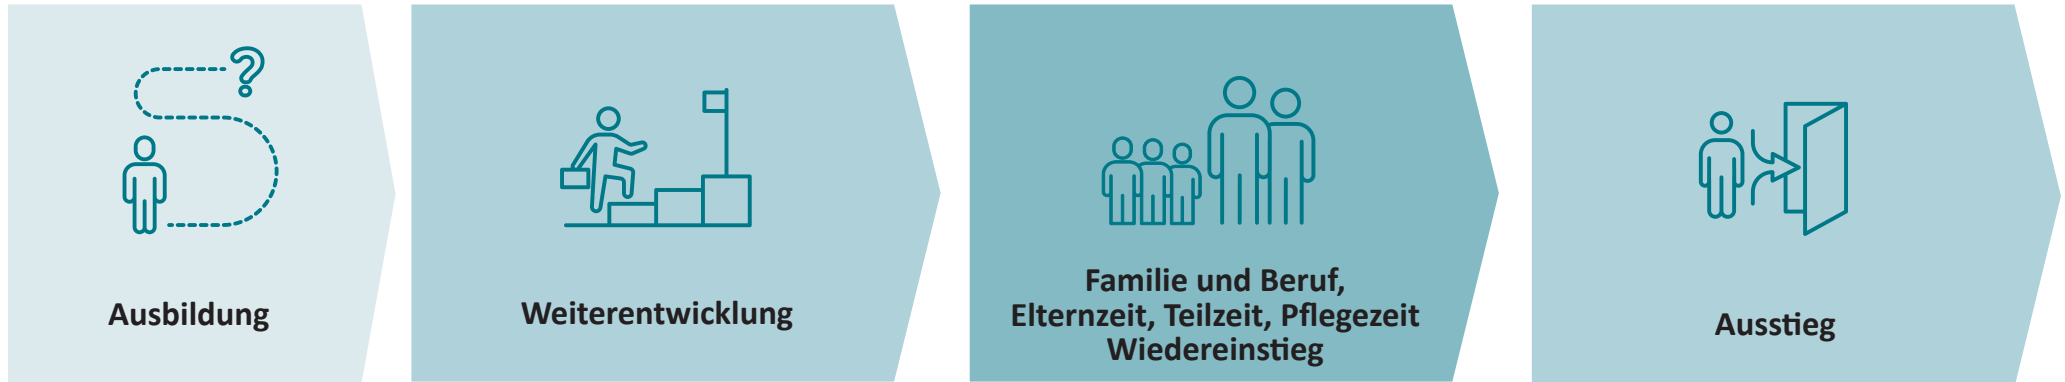 Ausbildung
Weiterentwicklung
Familie und Beruf,
Elternzeit, Teilzeit, Pflegezeit
Wiedereinstieg
Ausstieg